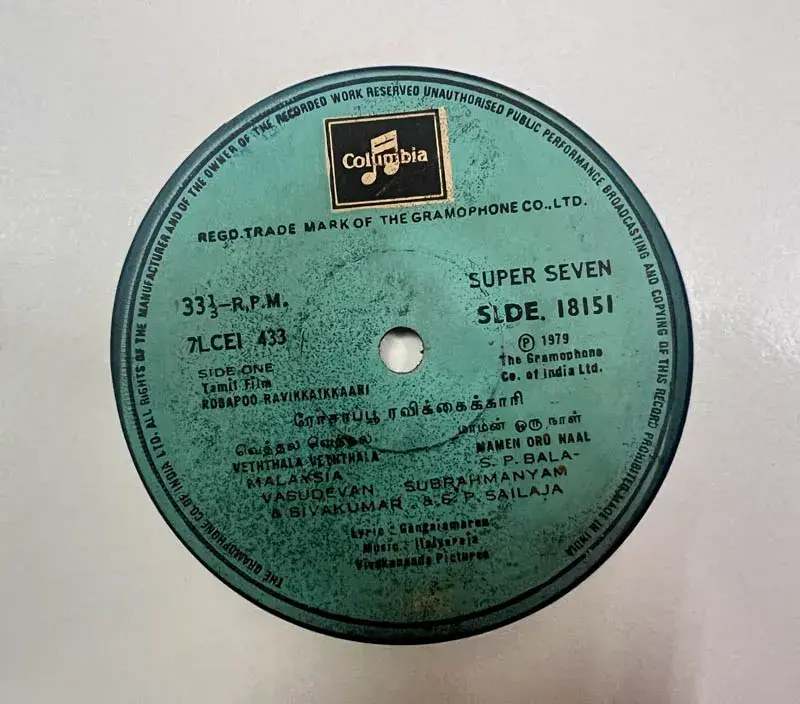 THE GRAMOPHONE CO. OF INDIA LTD. ALL RIGHTS OF THE MANUFACTURER AND OF THE OWNER OF THE RECORDED WORK RESERVED UNAUTHORISED PUBLIC PERFORMANCE BROADCASTING AND COPYING OF THIS RECORD PROHIBITED. MADE IN INDIA
Columbia
REGD. TRADE MARK OF THE GRAMOPHONE CO., LTD.
33⅓-R.P.M.
7LCEI 433
SUPER SEVEN
SLDE. 18151
Ⓟ 1979
The Gramophone
Co. of India Ltd.
SIDE ONE
Tamil Film
ROSAPOO RAVIKKAIKKAARI
ரோசாப்பூ ரவிக்கைக்காரி
வெத்தல வெத்தல
VETHTHALA VETHTHALA
MALAYSIA
VASUDEVAN
& SIVAKUMAR
மாமன் ஒரு நாள்
MAMEN ORU NAAL
S. P. BALA-
SUBRAHMANYAM
& S. P. SAILAJA
Lyric : Gangaiamaren
Music : Ilaiyaraja
Vivekananda Pictures